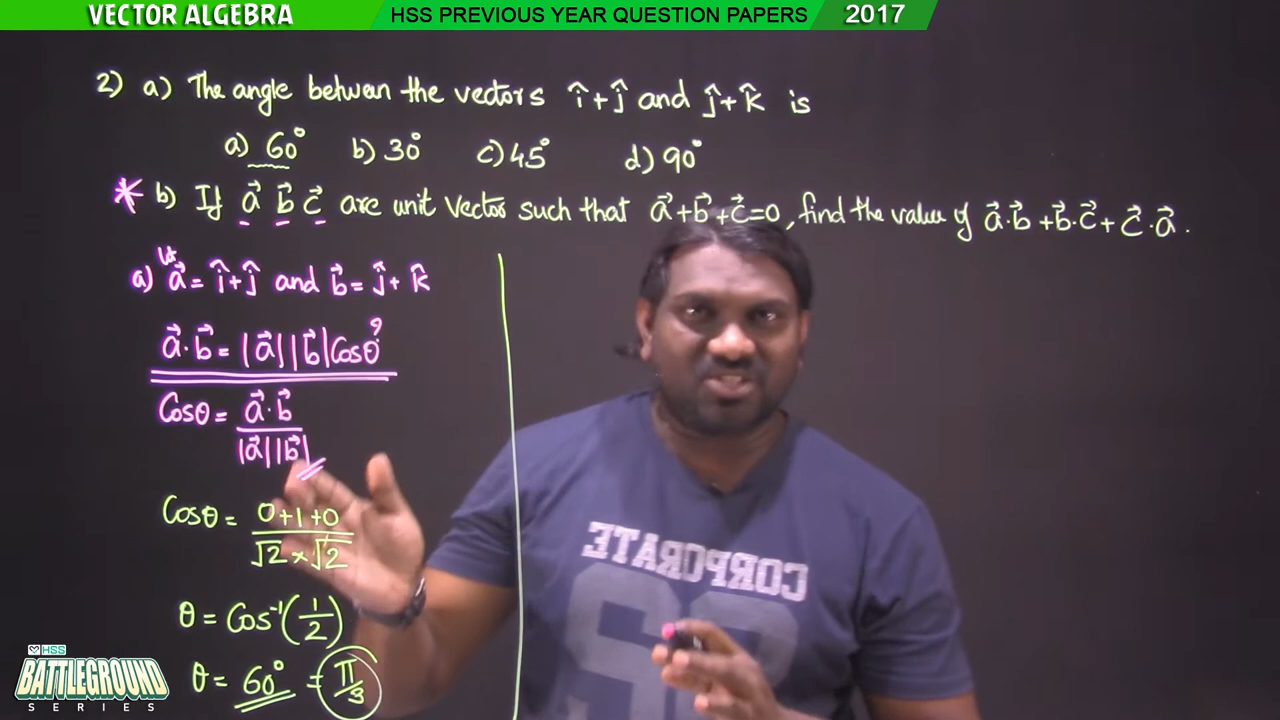 VECTOR ALGEBRA HSS PREVIOUS YEAR QUESTION PAPERS 2017
2) a) The angle between the vectors î+ĵ and ĵ+k̂ is
a) 60° b) 30° c) 45° d) 90°
* b) If a⃗ b⃗ c⃗ are unit vector such that a⃗+b⃗+c⃗=0, find the value of a⃗·b⃗+b⃗·c⃗+c⃗·a⃗.
a) let a⃗ = î+ĵ and b⃗ = ĵ+k̂
a⃗·b⃗ = |a⃗||b⃗|cosθ ?
Cosθ = a⃗·b⃗
|a⃗||b⃗|
Cosθ = 0+1+0
√2 × √2
θ = Cos⁻¹(1/2)
θ = 60° = π/3
CORPORATE
HSS
BATTLEGROUND
SERIES